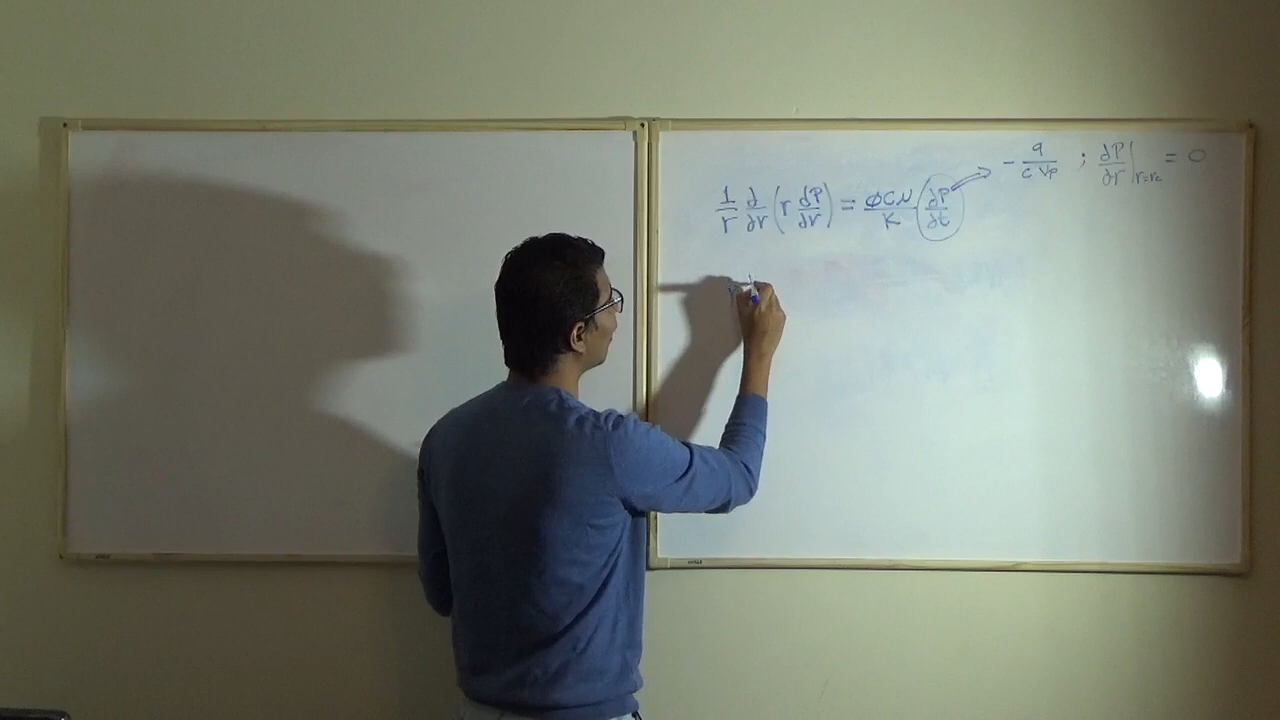 - q / c Vp ; ∂P/∂r |r=re = 0
1/r ∂/∂r (r ∂P/∂r) = φcμ/K ∂P/∂t